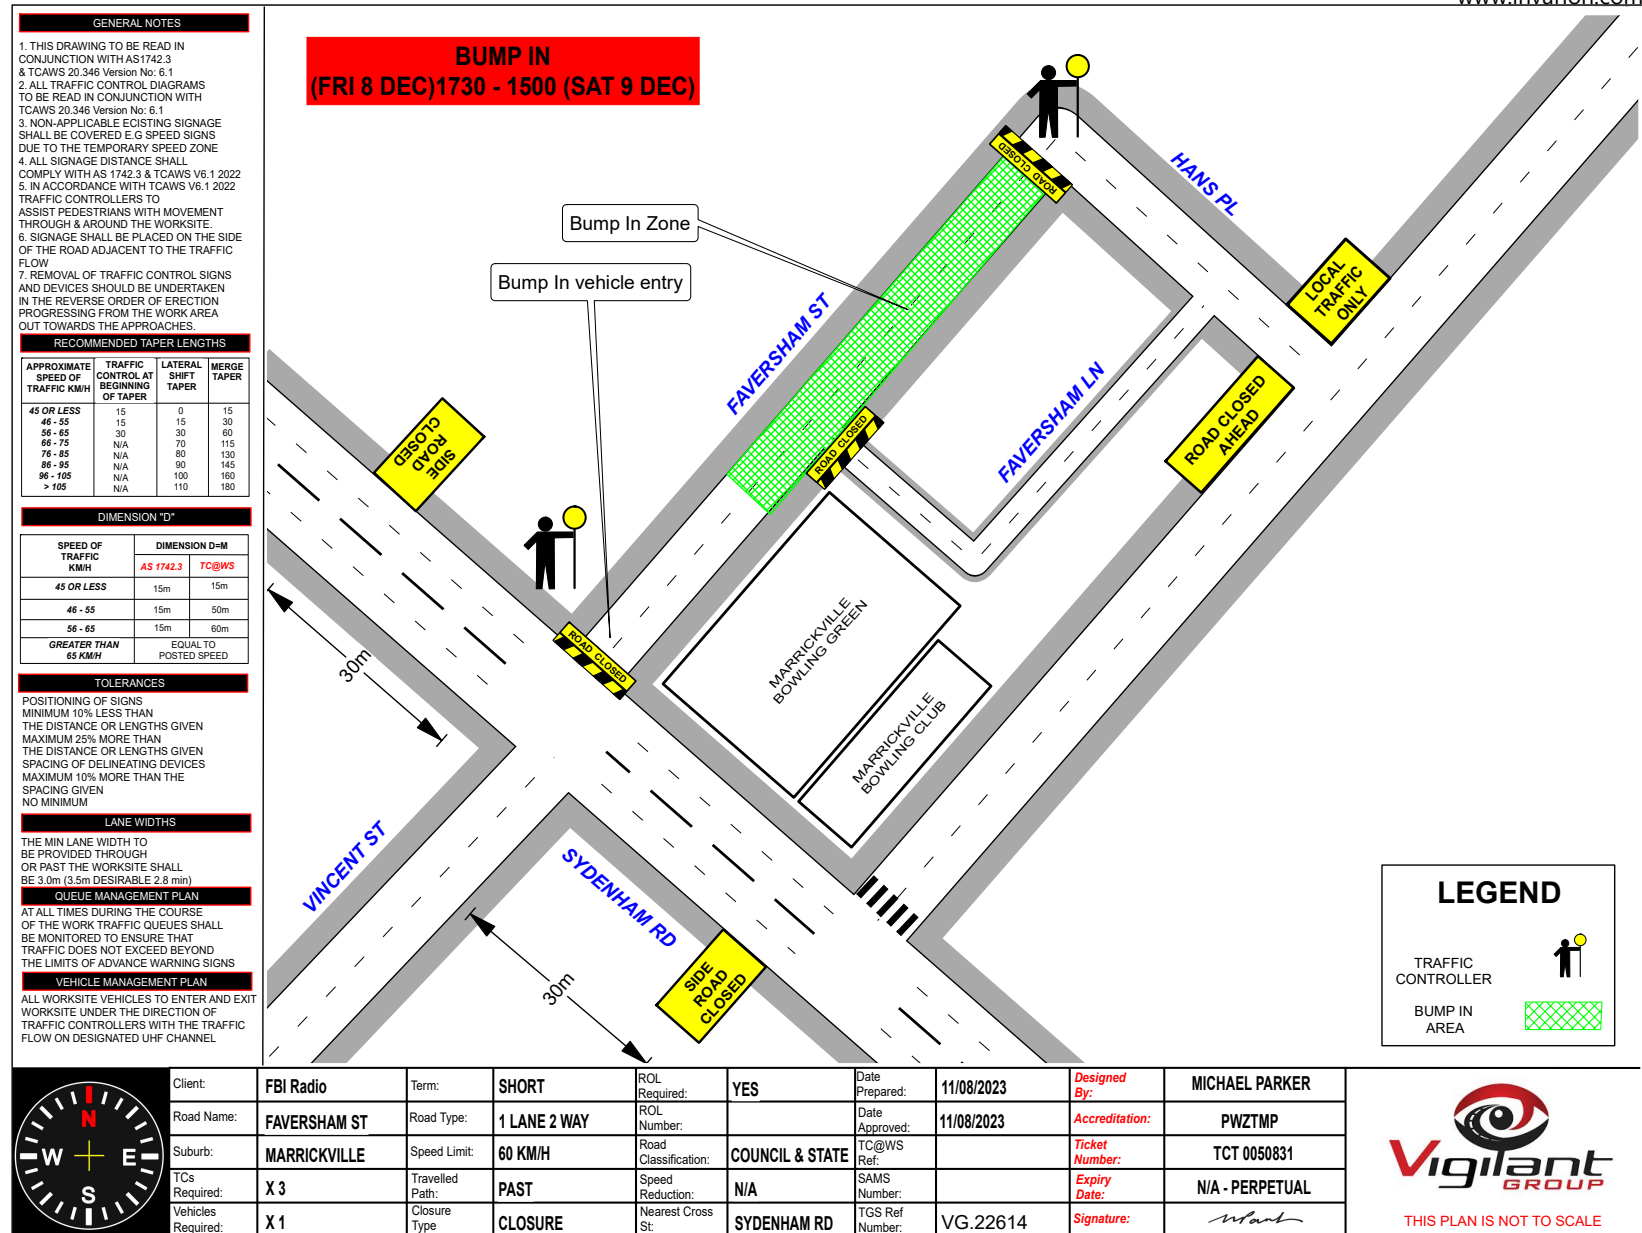 www.invarion.com
GENERAL NOTES
1. THIS DRAWING TO BE READ IN
CONJUNCTION WITH AS1742.3
& TCAWS 20.346 Version No: 6.1
2. ALL TRAFFIC CONTROL DIAGRAMS
TO BE READ IN CONJUNCTION WITH
TCAWS 20.346 Version No: 6.1
3. NON-APPLICABLE ECISTING SIGNAGE
SHALL BE COVERED E.G SPEED SIGNS
DUE TO THE TEMPORARY SPEED ZONE
4. ALL SIGNAGE DISTANCE SHALL
COMPLY WITH AS 1742.3 & TCAWS V6.1 2022
5. IN ACCORDANCE WITH TCAWS V6.1 2022
TRAFFIC CONTROLLERS TO
ASSIST PEDESTRIANS WITH MOVEMENT
THROUGH & AROUND THE WORKSITE.
6. SIGNAGE SHALL BE PLACED ON THE SIDE
OF THE ROAD ADJACENT TO THE TRAFFIC
FLOW
7. REMOVAL OF TRAFFIC CONTROL SIGNS
AND DEVICES SHOULD BE UNDERTAKEN
IN THE REVERSE ORDER OF ERECTION
PROGRESSING FROM THE WORK AREA
OUT TOWARDS THE APPROACHES.
RECOMMENDED TAPER LENGTHS
APPROXIMATE SPEED OF TRAFFIC KM/H | TRAFFIC CONTROL AT BEGINNING OF TAPER | LATERAL SHIFT TAPER | MERGE TAPER
45 OR LESS 15 0 15
46 - 55 15 15 30
56 - 65 30 30 60
66 - 75 N/A 70 115
76 - 85 N/A 80 130
86 - 95 N/A 90 145
96 - 105 N/A 100 160
> 105 N/A 110 180
DIMENSION "D"
SPEED OF TRAFFIC KM/H | DIMENSION D=M
AS 1742.3 TC@WS
45 OR LESS 15m 15m
46 - 55 15m 50m
56 - 65 15m 60m
GREATER THAN 65 KM/H EQUAL TO POSTED SPEED
TOLERANCES
POSITIONING OF SIGNS
MINIMUM 10% LESS THAN
THE DISTANCE OR LENGTHS GIVEN
MAXIMUM 25% MORE THAN
THE DISTANCE OR LENGTHS GIVEN
SPACING OF DELINEATING DEVICES
MAXIMUM 10% MORE THAN THE
SPACING GIVEN
NO MINIMUM
LANE WIDTHS
THE MIN LANE WIDTH TO
BE PROVIDED THROUGH
OR PAST THE WORKSITE SHALL
BE 3.0m (3.5m DESIRABLE 2.8 min)
QUEUE MANAGEMENT PLAN
AT ALL TIMES DURING THE COURSE
OF THE WORK TRAFFIC QUEUES SHALL
BE MONITORED TO ENSURE THAT
TRAFFIC DOES NOT EXCEED BEYOND
THE LIMITS OF ADVANCE WARNING SIGNS
VEHICLE MANAGEMENT PLAN
ALL WORKSITE VEHICLES TO ENTER AND EXIT
WORKSITE UNDER THE DIRECTION OF
TRAFFIC CONTROLLERS WITH THE TRAFFIC
FLOW ON DESIGNATED UHF CHANNEL
BUMP IN
(FRI 8 DEC)1730 - 1500 (SAT 9 DEC)
ROAD CLOSED
HANS PL
Bump In Zone
Bump In vehicle entry
LOCAL
TRAFFIC
ONLY
FAVERSHAM ST
FAVERSHAM LN
ROAD CLOSED
AHEAD
ROAD CLOSED
SIDE
ROAD
CLOSED
ROAD CLOSED
30m
MARRICKVILLE
BOWLING GREEN
MARRICKVILLE
BOWLING CLUB
VINCENT ST
SYDENHAM RD
SIDE
ROAD
CLOSED
30m
LEGEND
TRAFFIC
CONTROLLER
BUMP IN
AREA
N
W E
S
Client: FBI Radio Term: SHORT ROL Required: YES Date Prepared: 11/08/2023 Designed By: MICHAEL PARKER
Road Name: FAVERSHAM ST Road Type: 1 LANE 2 WAY ROL Number: Date Approved: 11/08/2023 Accreditation: PWZTMP
Suburb: MARRICKVILLE Speed Limit: 60 KM/H Road Classification: COUNCIL & STATE TC@WS Ref: Ticket Number: TCT 0050831
TCs Required: X 3 Travelled Path: PAST Speed Reduction: N/A SAMS Number: Expiry Date: N/A - PERPETUAL
Vehicles Required: X 1 Closure Type CLOSURE Nearest Cross St: SYDENHAM RD TGS Ref Number: VG.22614 Signature:
Vigilant
GROUP
THIS PLAN IS NOT TO SCALE